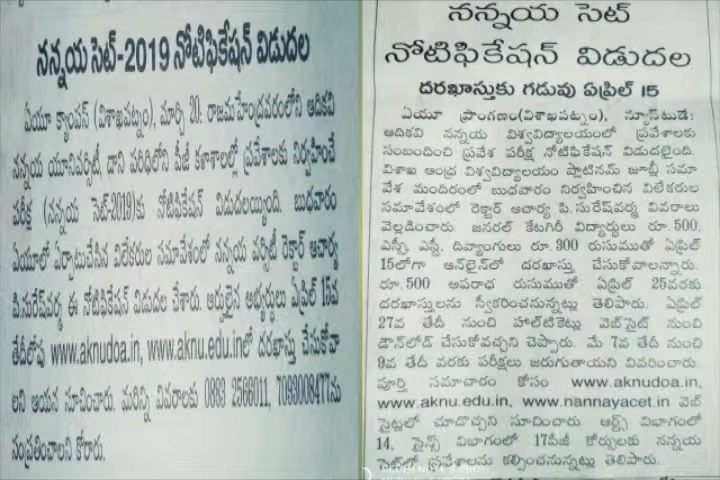 నన్నయ సెట్-2019 నోటిఫికేషన్ విడుదల
ఏయూ క్యాంపస్ (విశాఖపట్నం), మార్చి 20: రాజమహేంద్రవరంలోని ఆదికవి
నన్నయ యూనివర్సిటీ, దాని పరిధిలోని పీజీ కళాశాలల్లో ప్రవేశాలకు నిర్వహించే
పరీక్ష (నన్నయ సెట్-2019)కు నోటిఫికేషన్ విడుదలయ్యింది. బుధవారం
ఏయూలో ఏర్పాటుచేసిన విలేకరుల సమావేశంలో నన్నయ వర్సిటీ రెక్టార్ ఆచార్య
పి.సురేష్‌వర్మ ఈ నోటిఫికేషన్ విడుదల చేశారు. అర్హులైన అభ్యర్థులు ఏప్రిల్ 15వ
తేదీలోపు www.aknudoa.in, www.aknu.edu.inలో దరఖాస్తు చేసుకోవా
లని ఆయన సూచించారు. మరిన్ని వివరాలకు 0883 2566011, 7093008477ను
సంప్రతించాలని కోరారు.
నన్నయ సెట్
నోటిఫికేషన్ విడుదల
దరఖాస్తుకు గడువు ఏప్రిల్ 15
ఏయూ ప్రాంగణం(విశాఖపట్నం), న్యూస్‌టుడే:
ఆదికవి నన్నయ విశ్వవిద్యాలయంలో ప్రవేశాలకు
సంబంధించి ప్రవేశ పరీక్ష నోటిఫికేషన్ విడుదలైంది.
విశాఖ ఆంధ్ర విశ్వవిద్యాలయం ప్లాటినమ్ జూబ్లీ సమా
వేశ మందిరంలో బుధవారం నిర్వహించిన విలేకరుల
సమావేశంలో రెక్టార్ ఆచార్య పి.సురేష్‌వర్మ వివరాలు
వెల్లడించారు. జనరల్ కేటగిరీ విద్యార్థులు రూ.500,
ఎస్సీ, ఎస్టీ, దివ్యాంగులు రూ.300 రుసుముతో ఏప్రిల్
15లోగా ఆన్‌లైన్‌లో దరఖాస్తు చేసుకోవాలన్నారు.
రూ.500 అపరాధ రుసుముతో ఏప్రిల్ 25వరకు
దరఖాస్తులను స్వీకరించనున్నట్లు తెలిపారు. ఏప్రిల్
27వ తేదీ నుంచి హాల్‌టికెట్లు వెబ్‌సైట్ నుంచి
డౌన్‌లోడ్ చేసుకోవచ్చని చెప్పారు. మే 7వ తేదీ నుంచి
9వ తేదీ వరకు పరీక్షలు జరుగుతాయని వివరించారు.
పూర్తి సమాచారం కోసం www.aknudoa.in,
www.aknu.edu.in, www.nannayacet.in వెబ్
సైట్లలో చూడొచ్చని సూచించారు. ఆర్ట్స్ విభాగంలో
14, సైన్స్ విభాగంలో 17పీజీ కోర్సులకు నన్నయ
సెట్‌లో ప్రవేశాలను కల్పించనున్నట్లు తెలిపారు.